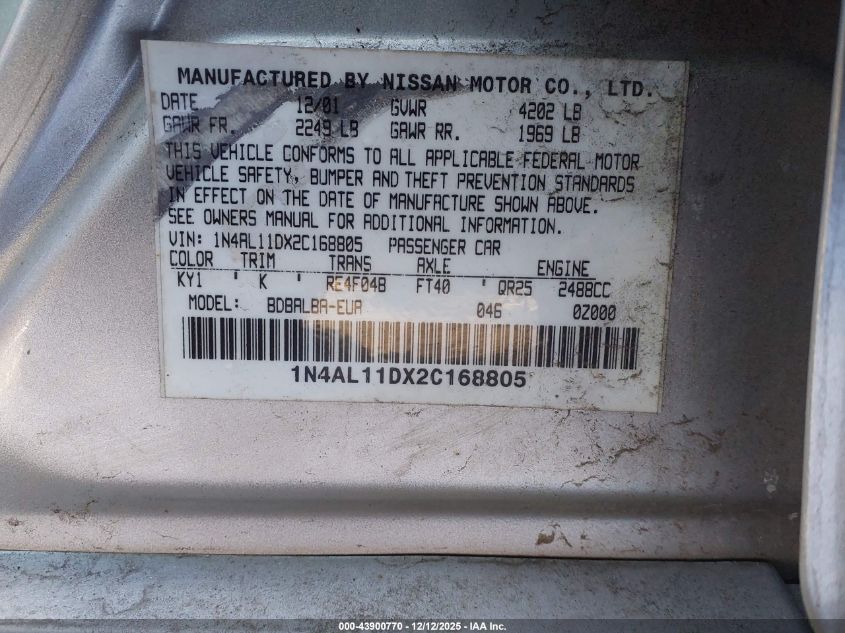 MANUFACTURED BY NISSAN MOTOR CO., LTD.
DATE 12/01 GVWR 4202 LB
GAWR FR. 2249 LB GAWR RR. 1969 LB
THIS VEHICLE CONFORMS TO ALL APPLICABLE FEDERAL MOTOR
VEHICLE SAFETY, BUMPER AND THEFT PREVENTION STANDARDS
IN EFFECT ON THE DATE OF MANUFACTURE SHOWN ABOVE.
SEE OWNERS MANUAL FOR ADDITIONAL INFORMATION.
VIN: 1N4AL11DX2C168805 PASSENGER CAR
COLOR TRIM TRANS AXLE ENGINE
KY1 ' K ' RE4F04B FT40 ' QR25 2488CC
MODEL: BDBALBA-EUA 046 0Z000
1N4AL11DX2C168805
000-43900770 - 12/12/2025 - IAA Inc.